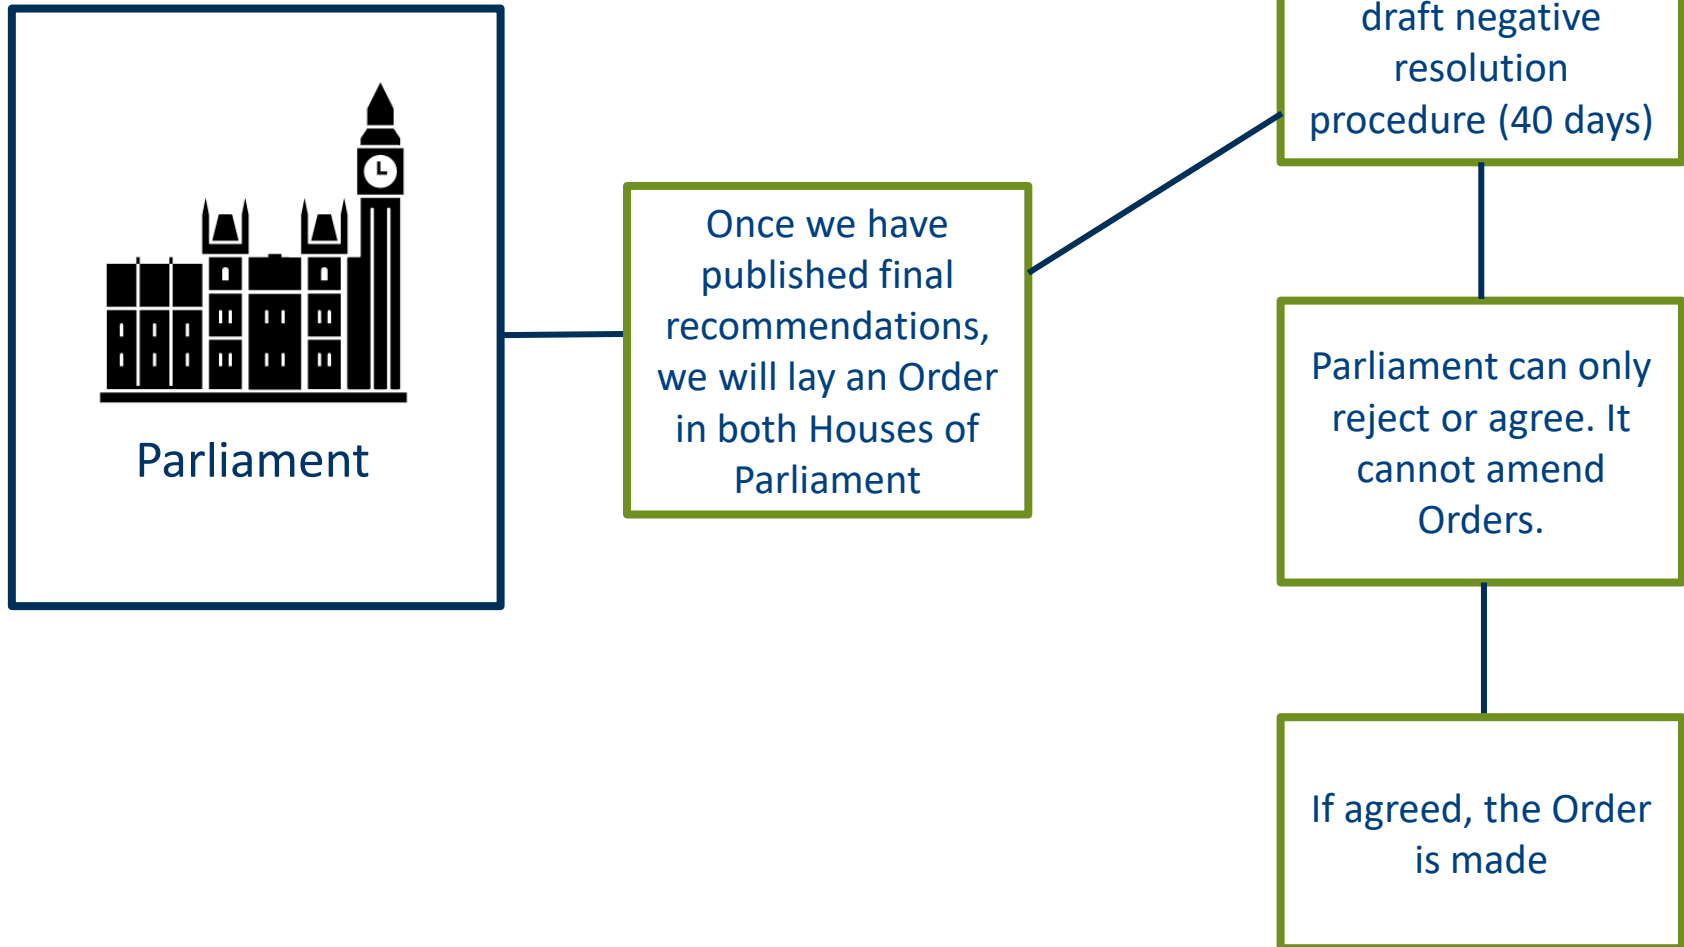 Parliament
Once we have
published final
recommendations,
we will lay an Order
in both Houses of
Parliament
draft negative
resolution
procedure (40 days)
Parliament can only
reject or agree. It
cannot amend
Orders.
If agreed, the Order
is made